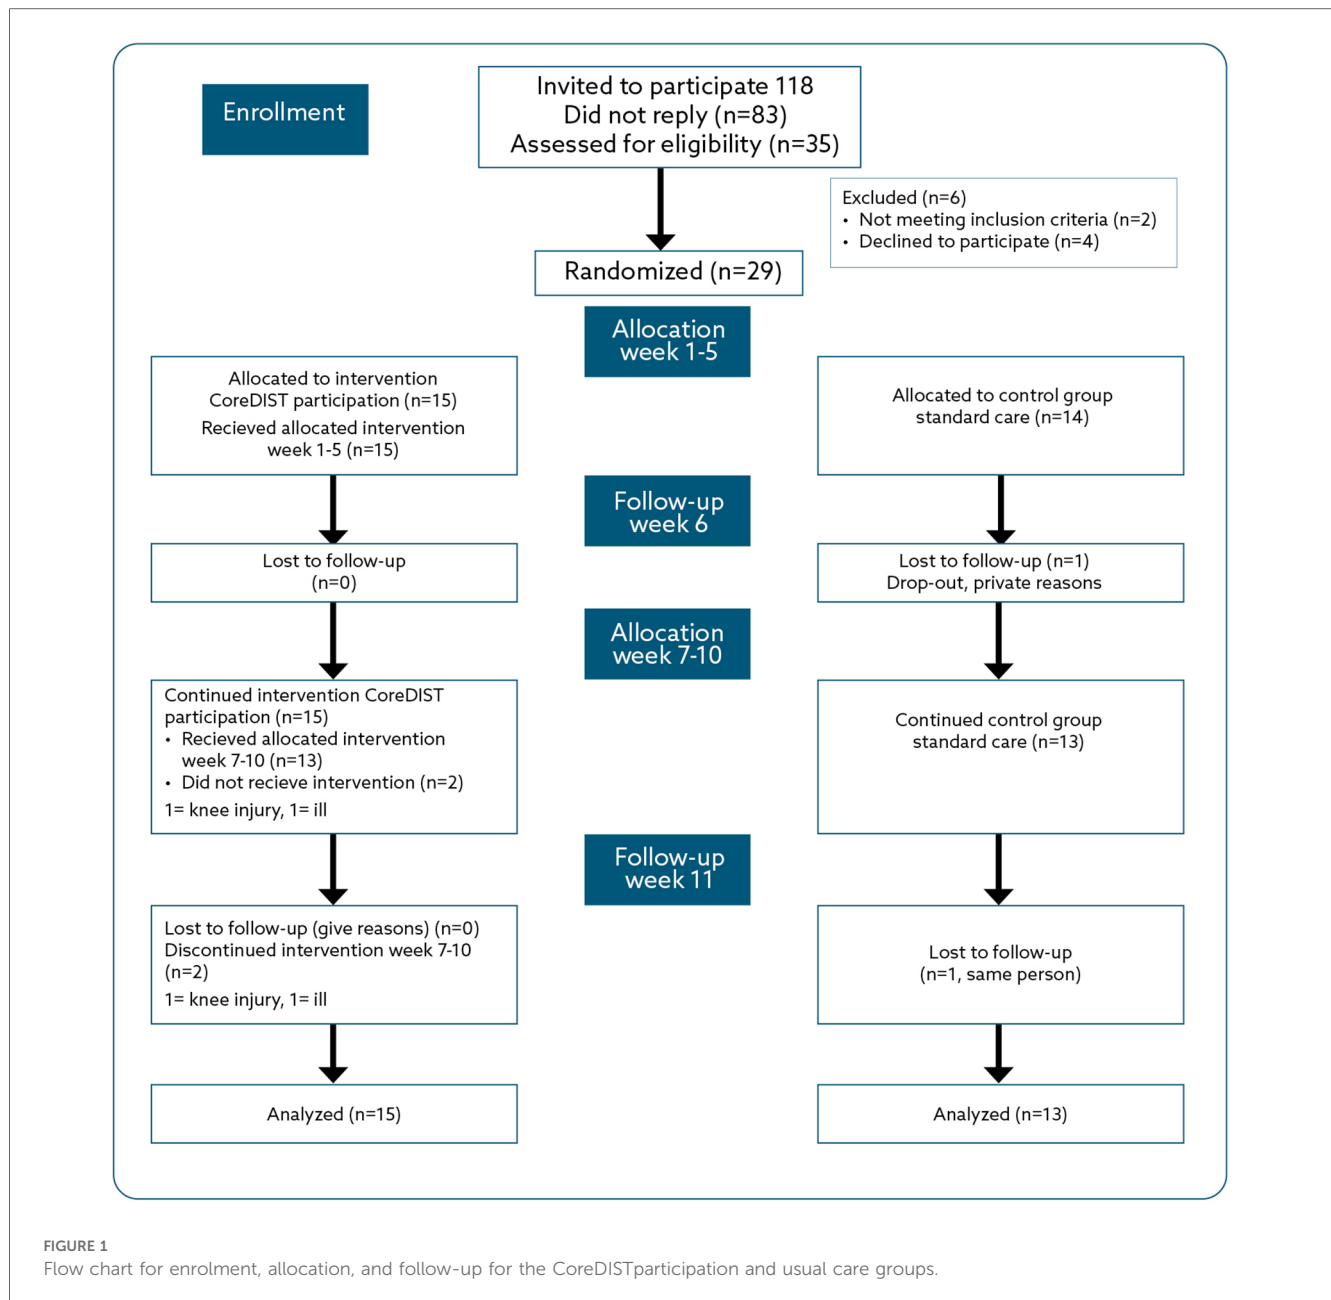 Enrollment
Invited to participate 118
Did not reply (n=83)
Assessed for eligibility (n=35)
Excluded (n=6)
• Not meeting inclusion criteria (n=2)
• Declined to participate (n=4)
Randomized (n=29)
Allocation
week 1-5
Allocated to intervention
CoreDIST participation (n=15)
Recieved allocated intervention
week 1-5 (n=15)
Allocated to control group
standard care (n=14)
Follow-up
week 6
Lost to follow-up
(n=0)
Lost to follow-up (n=1)
Drop-out, private reasons
Allocation
week 7-10
Continued intervention CoreDIST
participation (n=15)
• Recieved allocated intervention
week 7-10 (n=13)
• Did not recieve intervention (n=2)
1= knee injury, 1= ill
Continued control group
standard care (n=13)
Follow-up
week 11
Lost to follow-up (give reasons) (n=0)
Discontinued intervention week 7-10
(n=2)
1= knee injury, 1= ill
Lost to follow-up
(n=1, same person)
Analyzed (n=15)
Analyzed (n=13)
FIGURE 1
Flow chart for enrolment, allocation, and follow-up for the CoreDISTparticipation and usual care groups.